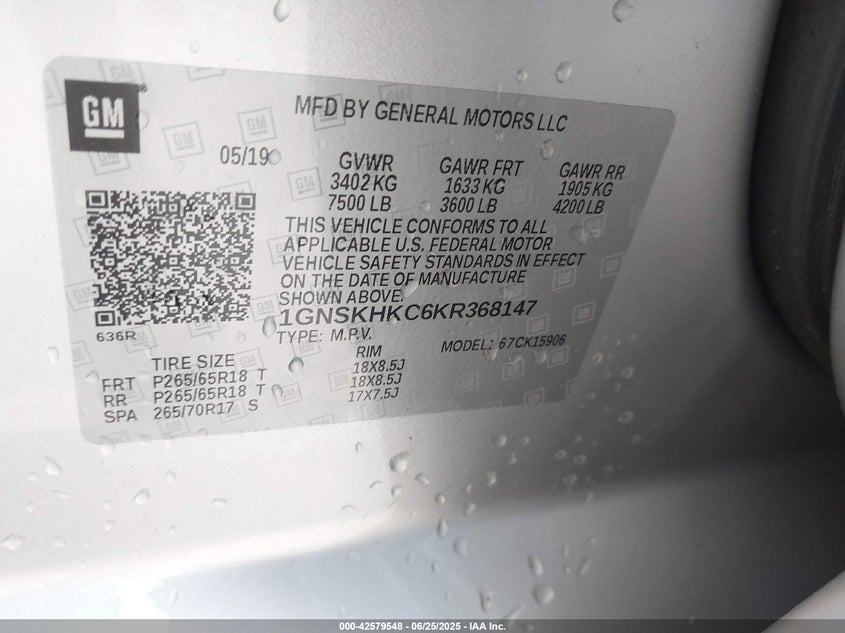 GM
MFD BY GENERAL MOTORS LLC
05/19
GVWR GAWR FRT GAWR RR
3402 KG 1633 KG 1905 KG
7500 LB 3600 LB 4200 LB
THIS VEHICLE CONFORMS TO ALL
APPLICABLE U.S. FEDERAL MOTOR
VEHICLE SAFETY STANDARDS IN EFFECT
ON THE DATE OF MANUFACTURE
SHOWN ABOVE.
1GNSKHKC6KR368147
636R
TYPE: M.P.V. MODEL: 67CK15906
TIRE SIZE RIM
FRT P265/65R18 T 18X8.5J
RR P265/65R18 T 18X8.5J
SPA 265/70R17 S 17X7.5J
000-42579548 - 06/25/2025 - IAA Inc.